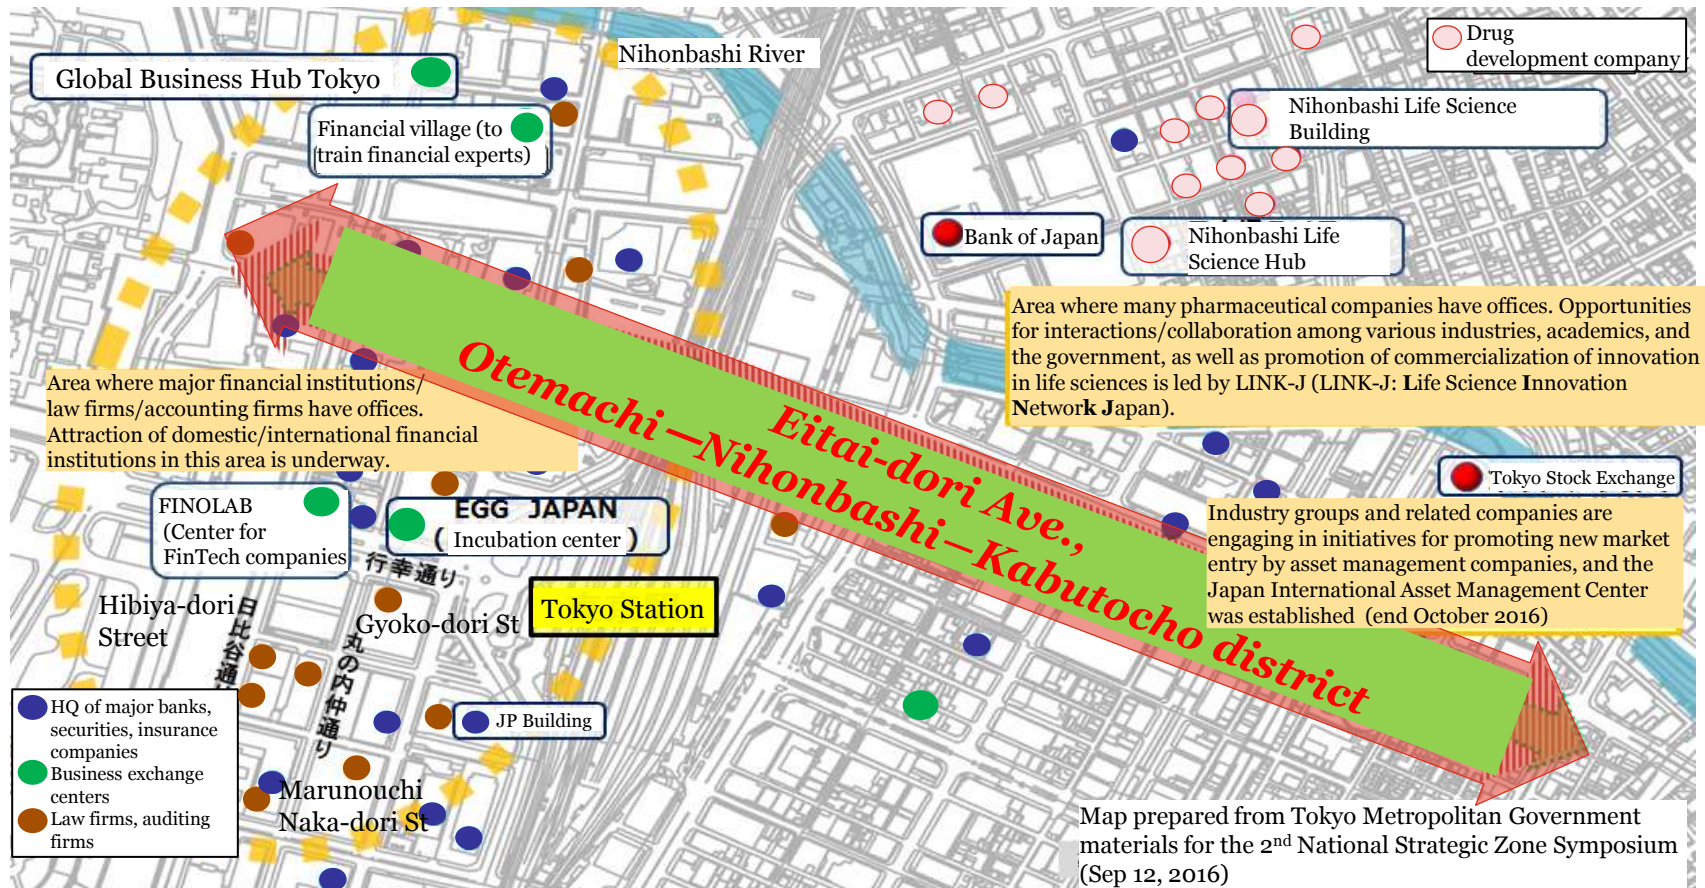 Nihonbashi River
Drug
development company
Global Business Hub Tokyo
Financial village (to
train financial experts)
Nihonbashi Life Science
Building
Bank of Japan
Nihonbashi Life
Science Hub
Area where many pharmaceutical companies have offices. Opportunities
for interactions/collaboration among various industries, academics, and
the government, as well as promotion of commercialization of innovation
in life sciences is led by LINK-J (LINK-J: Life Science Innovation
Network Japan).
Eitai-dori Ave.,
Otemachi—Nihonbashi—Kabutocho district
Area where major financial institutions/
law firms/accounting firms have offices.
Attraction of domestic/international financial
institutions in this area is underway.
Tokyo Stock Exchange
Industry groups and related companies are
engaging in initiatives for promoting new market
entry by asset management companies, and the
Japan International Asset Management Center
was established (end October 2016)
FINOLAB
(Center for
FinTech companies
EGG JAPAN
( Incubation center )
行幸通り
Gyoko-dori St
Tokyo Station
Hibiya-dori
Street
日比谷通り
丸の内仲通り
JP Building
Marunouchi
Naka-dori St
HQ of major banks,
securities, insurance
companies
Business exchange
centers
Law firms, auditing
firms
Map prepared from Tokyo Metropolitan Government
materials for the 2nd National Strategic Zone Symposium
(Sep 12, 2016)